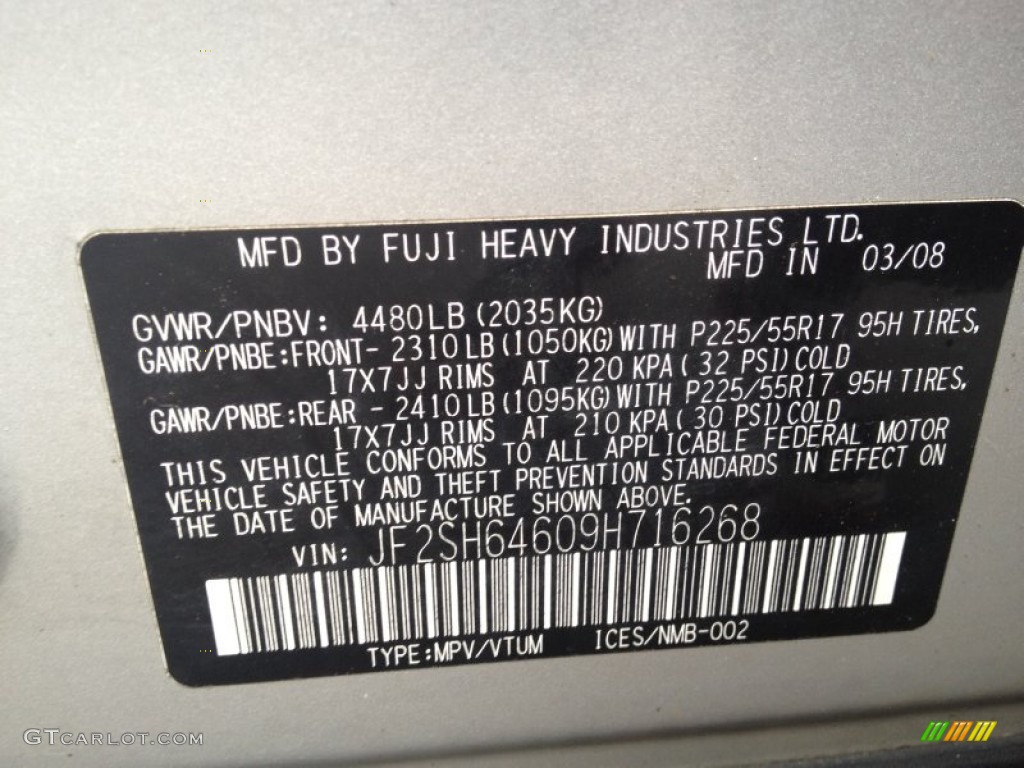 MFD BY FUJI HEAVY INDUSTRIES LTD.
MFD IN 03/08
GVWR/PNBV: 4480LB (2035KG)
GAWR/PNBE:FRONT- 2310LB (1050KG) WITH P225/55R17 95H TIRES,
17X7JJ RIMS AT 220 KPA ( 32 PSI) COLD
GAWR/PNBE:REAR - 2410LB (1095KG) WITH P225/55R17 95H TIRES,
17X7JJ RIMS AT 210 KPA ( 30 PSI) COLD
THIS VEHICLE CONFORMS TO ALL APPLICABLE FEDERAL MOTOR
VEHICLE SAFETY AND THEFT PREVENTION STANDARDS IN EFFECT ON
THE DATE OF MANUFACTURE SHOWN ABOVE.
VIN: JF2SH64609H716268
TYPE:MPV/VTUM ICES/NMB-002
GTCARLOT.COM